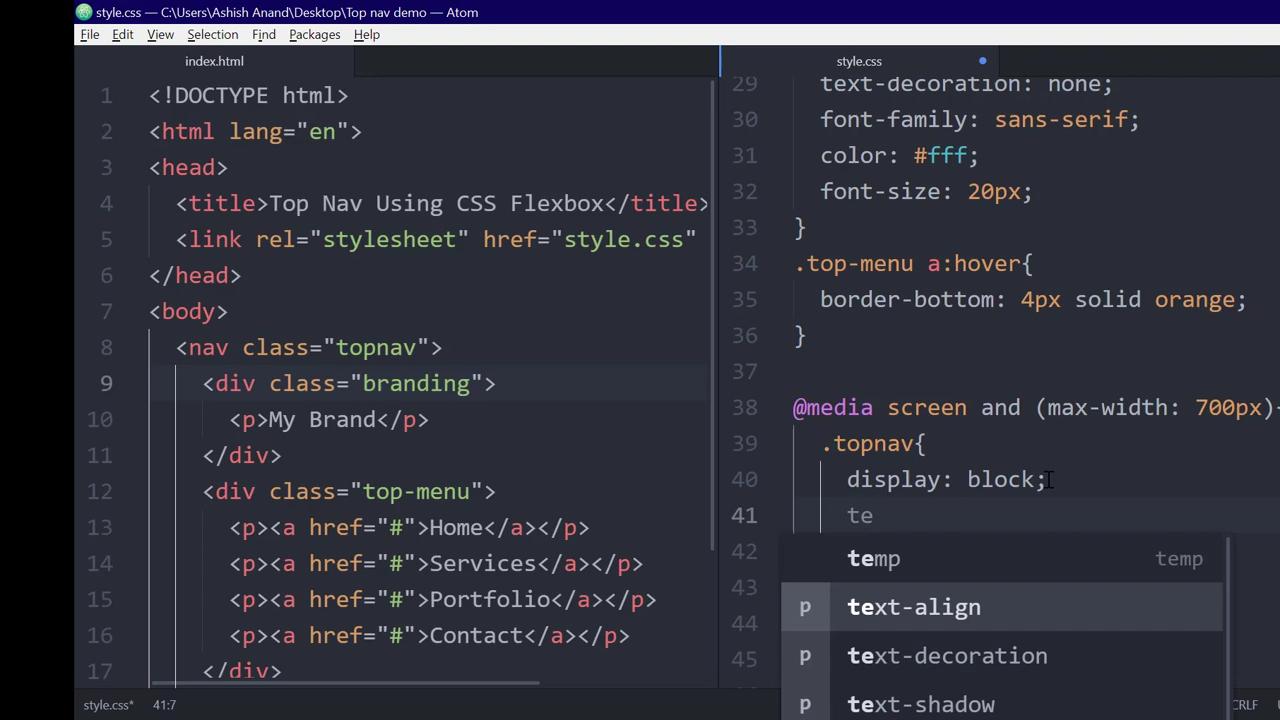 style.css — C:\Users\Ashish Anand\Desktop\Top nav demo — Atom
File Edit View Selection Find Packages Help
index.html
1 <!DOCTYPE html>
2 <html lang="en">
3 <head>
4 <title>Top Nav Using CSS Flexbox</title>
5 <link rel="stylesheet" href="style.css"
6 </head>
7 <body>
8 <nav class="topnav">
9 <div class="branding">
10 <p>My Brand</p>
11 </div>
12 <div class="top-menu">
13 <p><a href="#">Home</a></p>
14 <p><a href="#">Services</a></p>
15 <p><a href="#">Portfolio</a></p>
16 <p><a href="#">Contact</a></p>
17 </div>
style.css
29 text-decoration: none;
30 font-family: sans-serif;
31 color: #fff;
32 font-size: 20px;
33 }
34 .top-menu a:hover{
35 border-bottom: 4px solid orange;
36 }
37
38 @media screen and (max-width: 700px)
39 .topnav{
40 display: block;
41 te
42
43
44
45
temp temp
p text-align
p text-decoration
p text-shadow
style.css* 41:7
CRLF